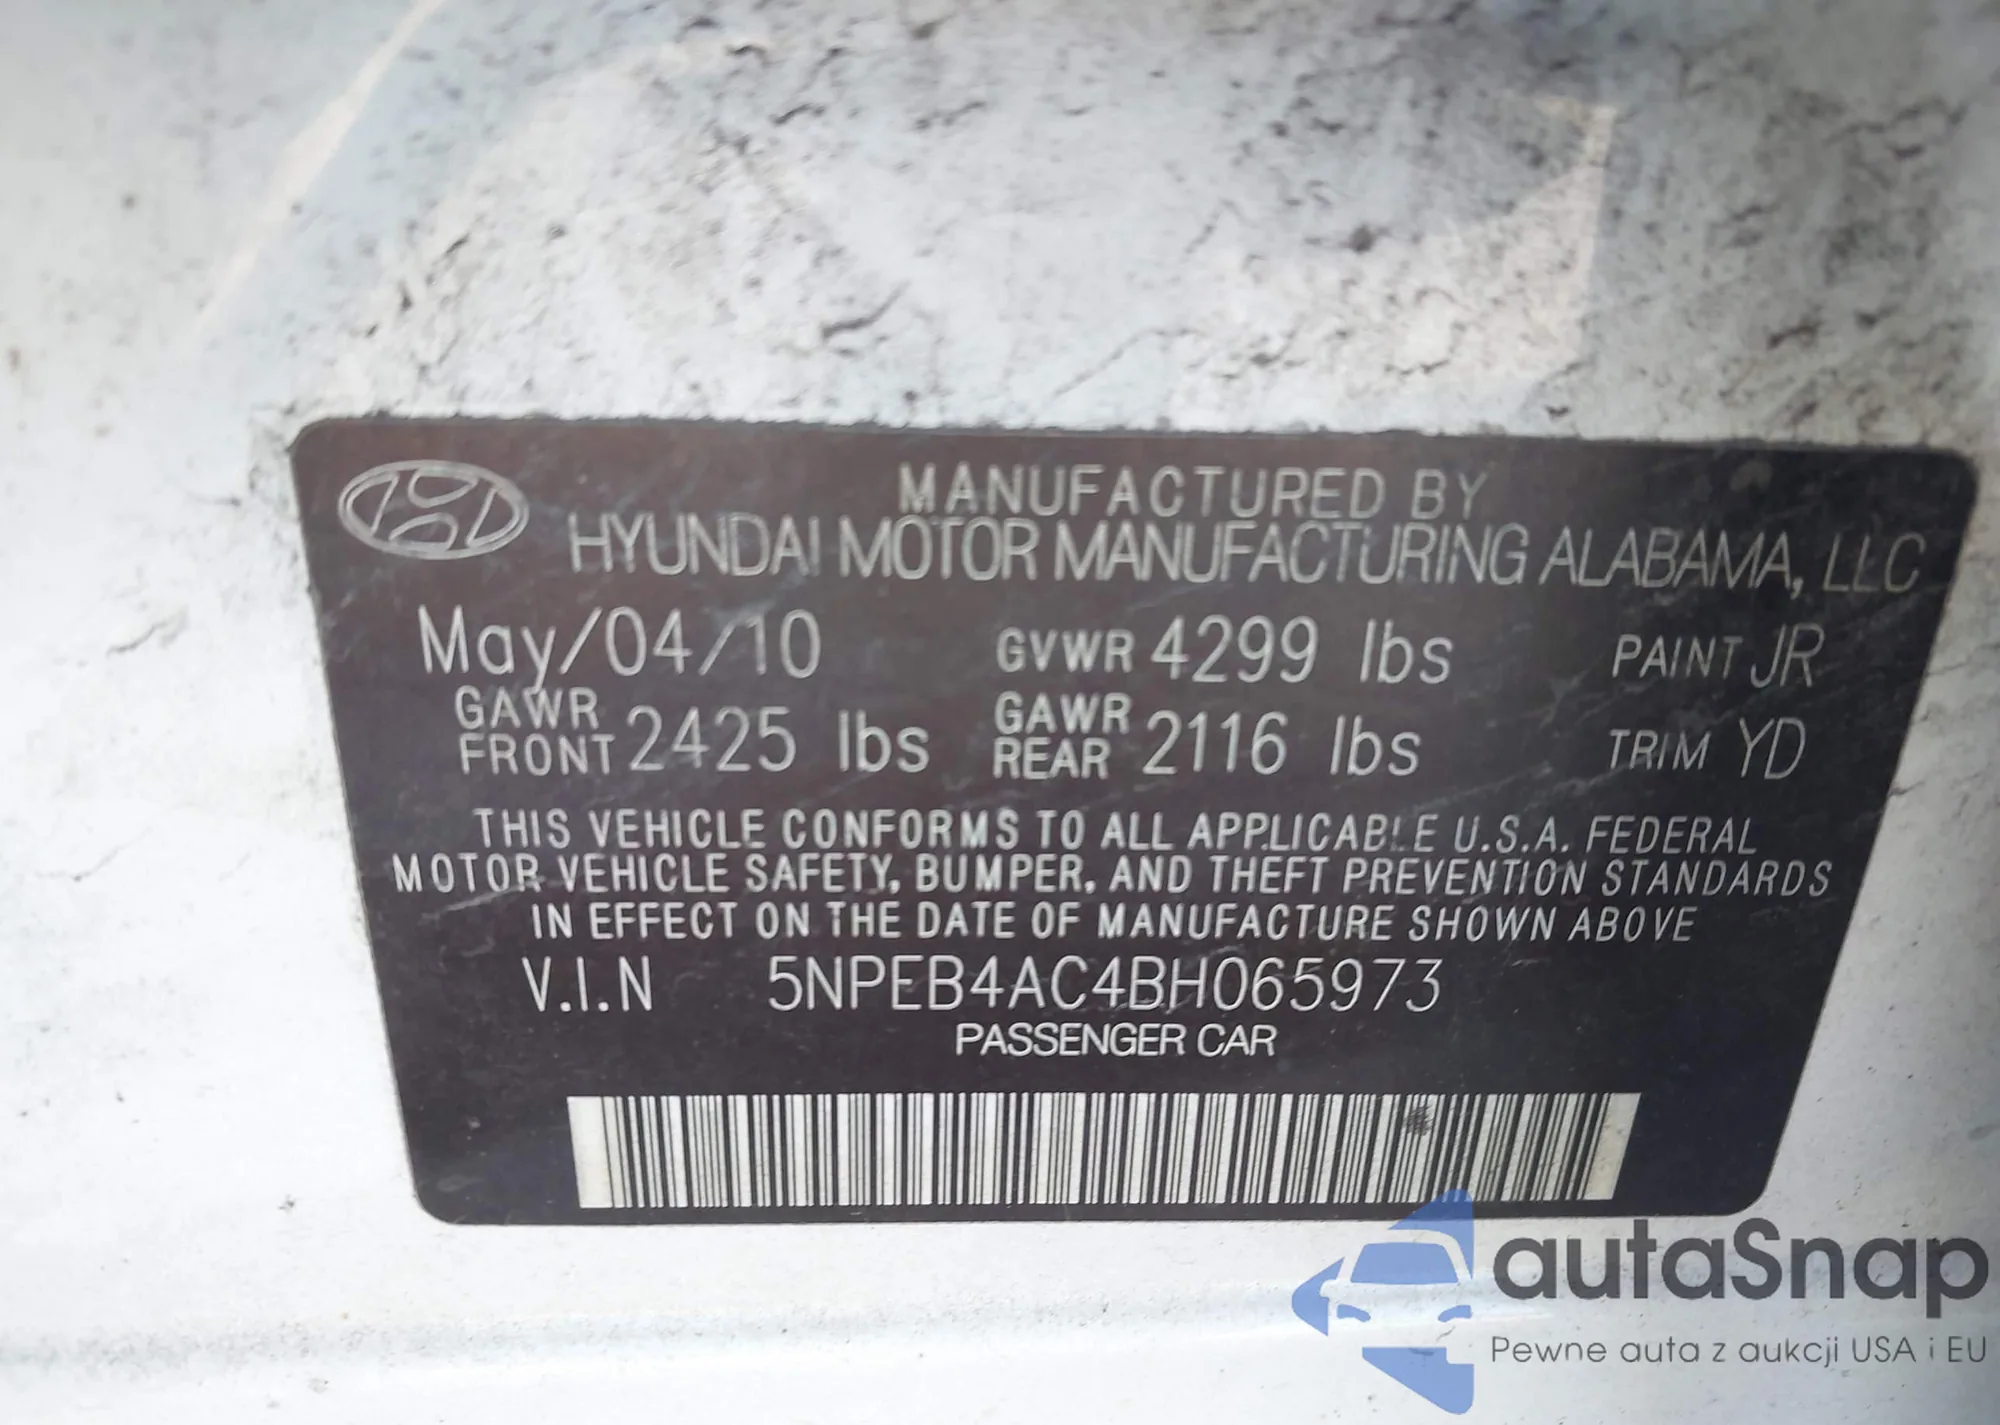 MANUFACTURED BY
HYUNDAI MOTOR MANUFACTURING ALABAMA, LLC
May/04/10 GVWR 4299 lbs PAINT JR
GAWR FRONT 2425 lbs GAWR REAR 2116 lbs TRIM YD
THIS VEHICLE CONFORMS TO ALL APPLICABLE U.S.A. FEDERAL
MOTOR VEHICLE SAFETY, BUMPER, AND THEFT PREVENTION STANDARDS
IN EFFECT ON THE DATE OF MANUFACTURE SHOWN ABOVE
V.I.N 5NPEB4AC4BH065973
PASSENGER CAR
autaSnap
Pewne auta z aukcji USA i EU